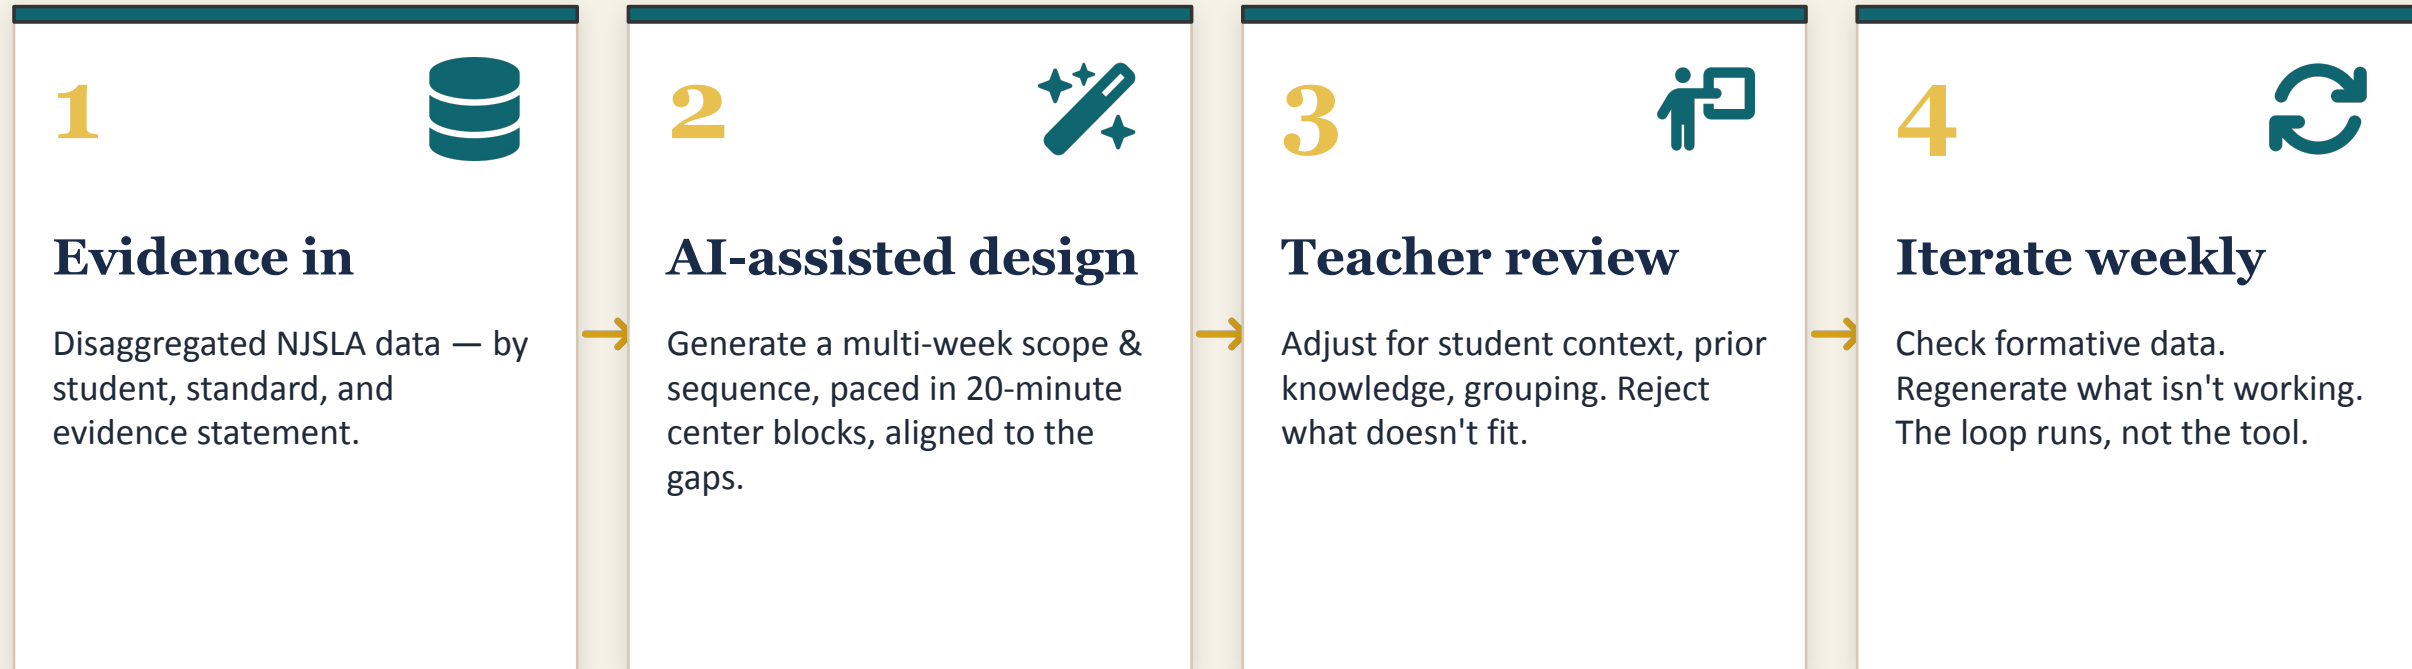 1
Evidence in
Disaggregated NJSLA data — by
student, standard, and
evidence statement.
2
AI-assisted design
Generate a multi-week scope &
sequence, paced in 20-minute
center blocks, aligned to the
gaps.
3
Teacher review
Adjust for student context, prior
knowledge, grouping. Reject
what doesn't fit.
4
Iterate weekly
Check formative data.
Regenerate what isn't working.
The loop runs, not the tool.